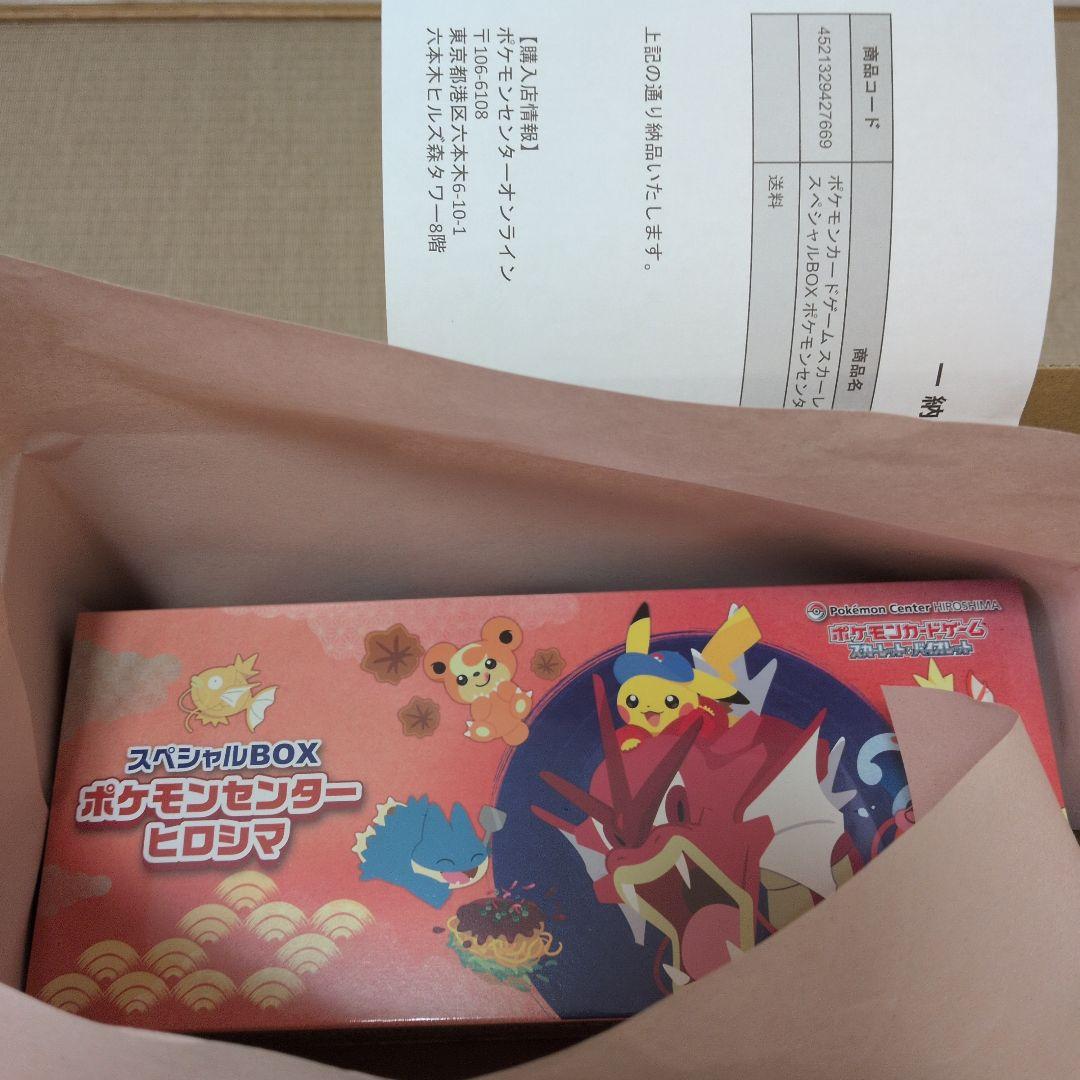 一 納
商品コード
商品名
4521329427669
ポケモンカードゲーム スカーレ
スペシャルBOX ポケモンセンタ
送料
上記の通り納品いたします。
【購入店情報】
ポケモンセンターオンライン
〒106-6108
東京都港区六本木6-10-1
六本木ヒルズ森タワー8階
Pokémon Center HIROSHIMA
ポケモンカードゲーム
スカーレット&バイオレット
スペシャルBOX
ポケモンセンター
ヒロシマ